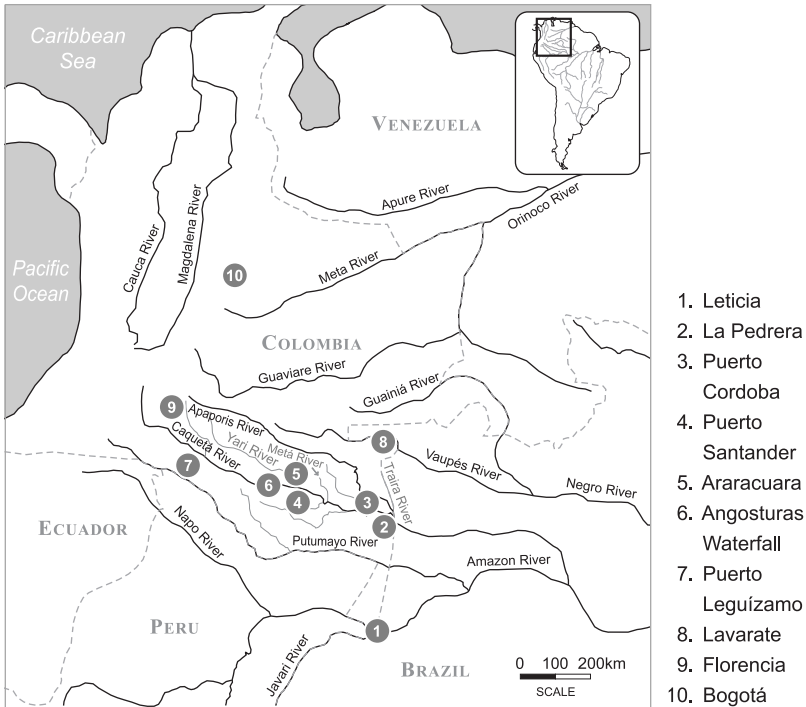 Caribbean
Sea
VENEZUELA
Apure River
Orinoco River
Cauca River
Magdalena River
Pacific
Ocean
10
Meta River
COLOMBIA
Guaviare River
Guainiá River
9
Apaporis River
Yarí River
Caquetá River
Metá River
8
Vaupés River
Traira River
Negro River
7
6
5
4
3
2
ECUADOR
Napo River
Putumayo River
Amazon River
PERU
1
Javari River
BRAZIL
0 100 200km
SCALE
1. Leticia
2. La Pedrera
3. Puerto
Cordoba
4. Puerto
Santander
5. Araracuara
6. Angosturas
Waterfall
7. Puerto
Leguízamo
8. Lavarate
9. Florencia
10. Bogotá